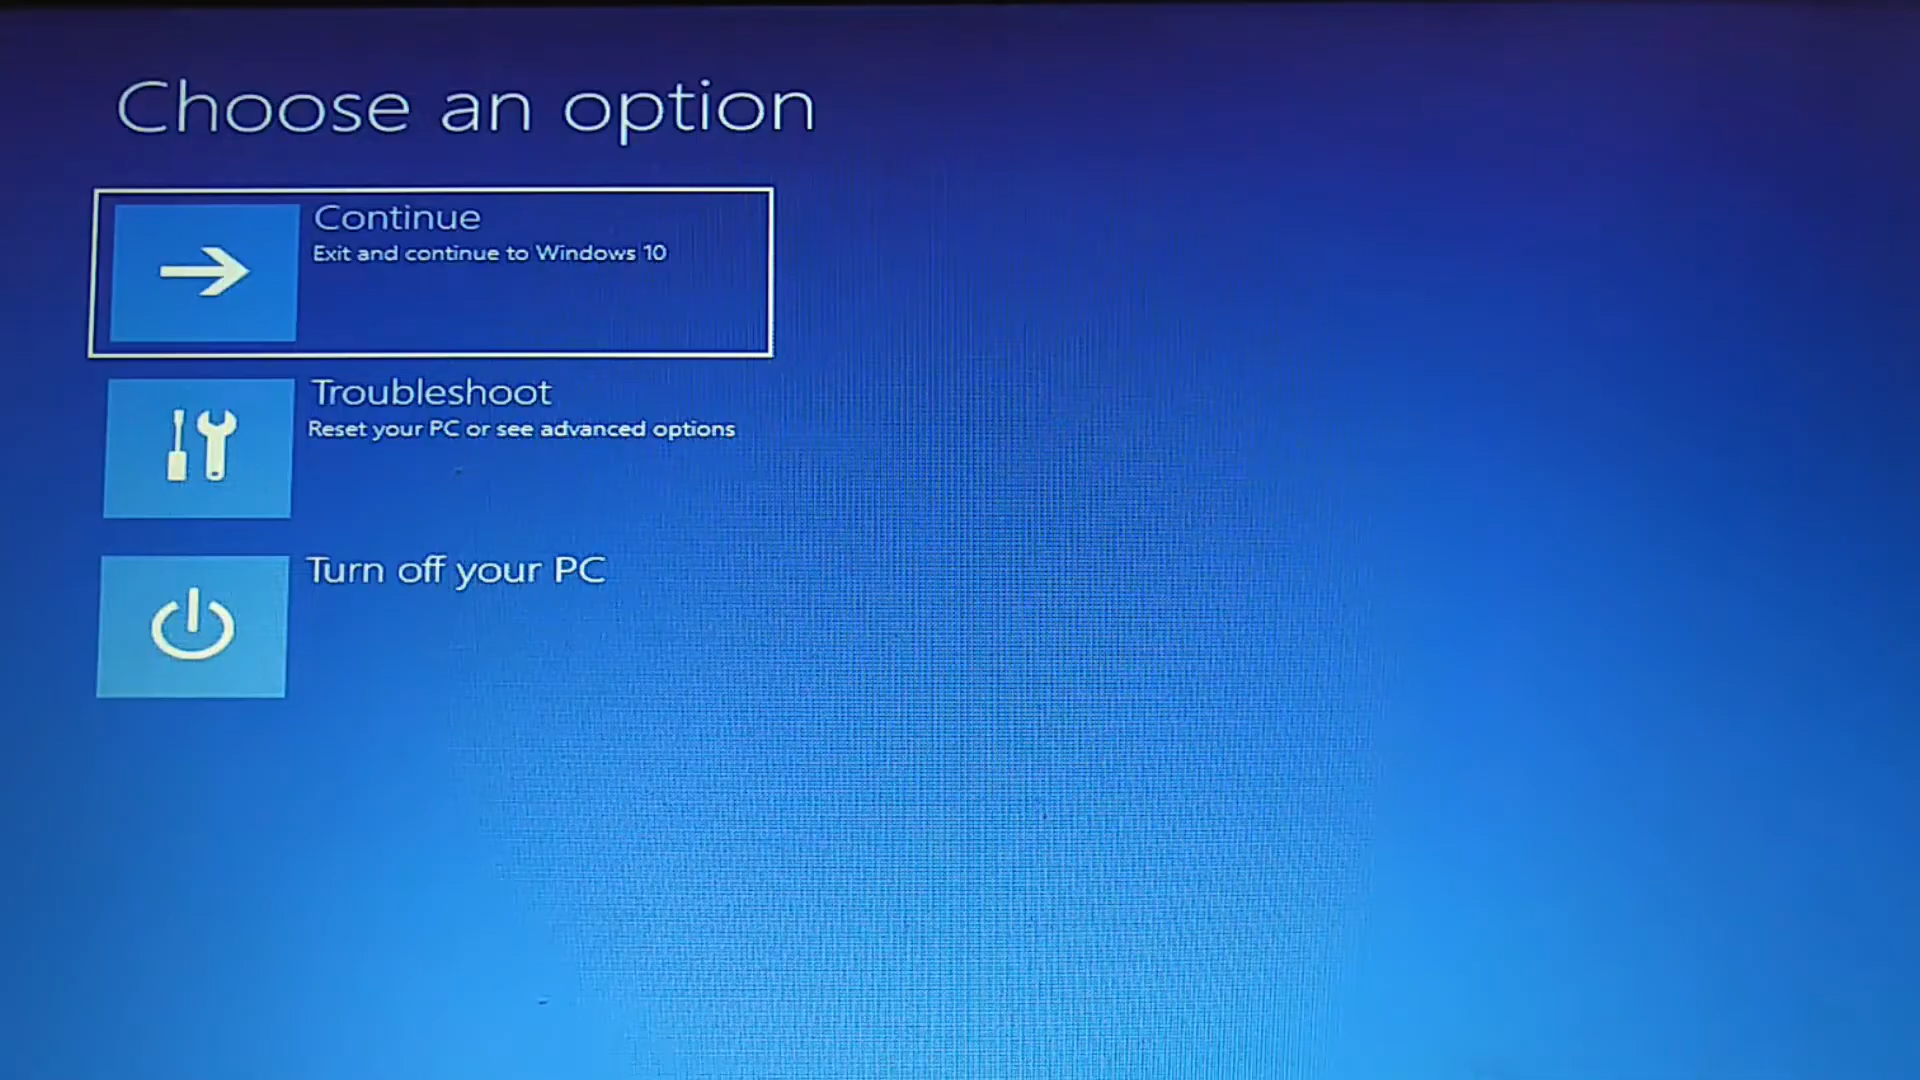 Choose an option
Continue
Exit and continue to Windows 10
Troubleshoot
Reset your PC or see advanced options
Turn off your PC